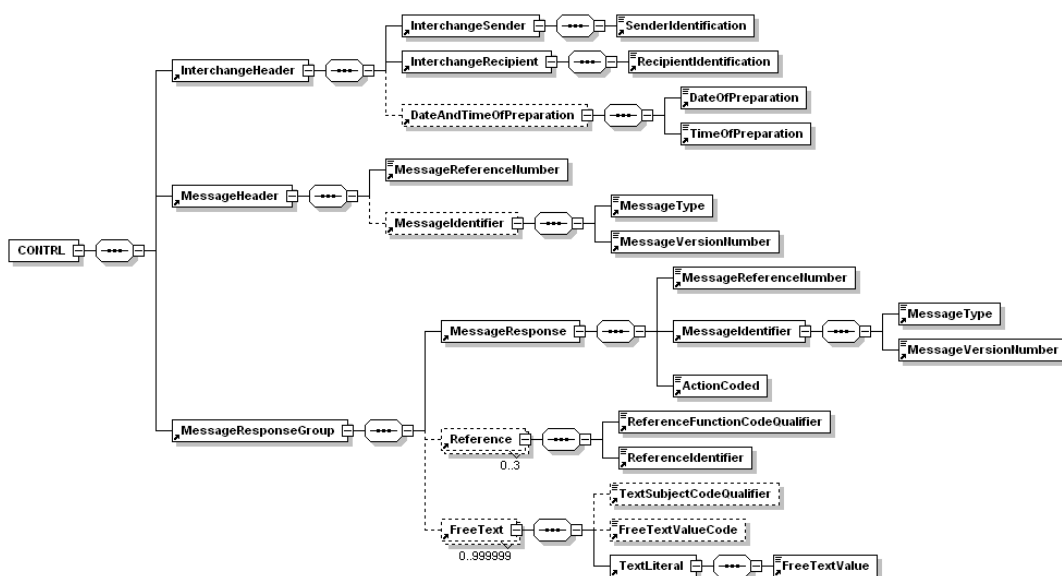 InterchangeSender
SenderIdentification
InterchangeHeader
InterchangeRecipient
RecipientIdentification
DateAndTimeOfPreparation
DateOfPreparation
TimeOfPreparation
MessageHeader
MessageReferenceNumber
MessageIdentifier
MessageType
MessageVersionNumber
CONTRL
MessageResponseGroup
MessageResponse
MessageReferenceNumber
MessageIdentifier
MessageType
MessageVersionNumber
ActionCoded
Reference
0..3
ReferenceFunctionCodeQualifier
ReferenceIdentifier
FreeText
0..999999
TextSubjectCodeQualifier
FreeTextValueCode
TextLiteral
FreeTextValue